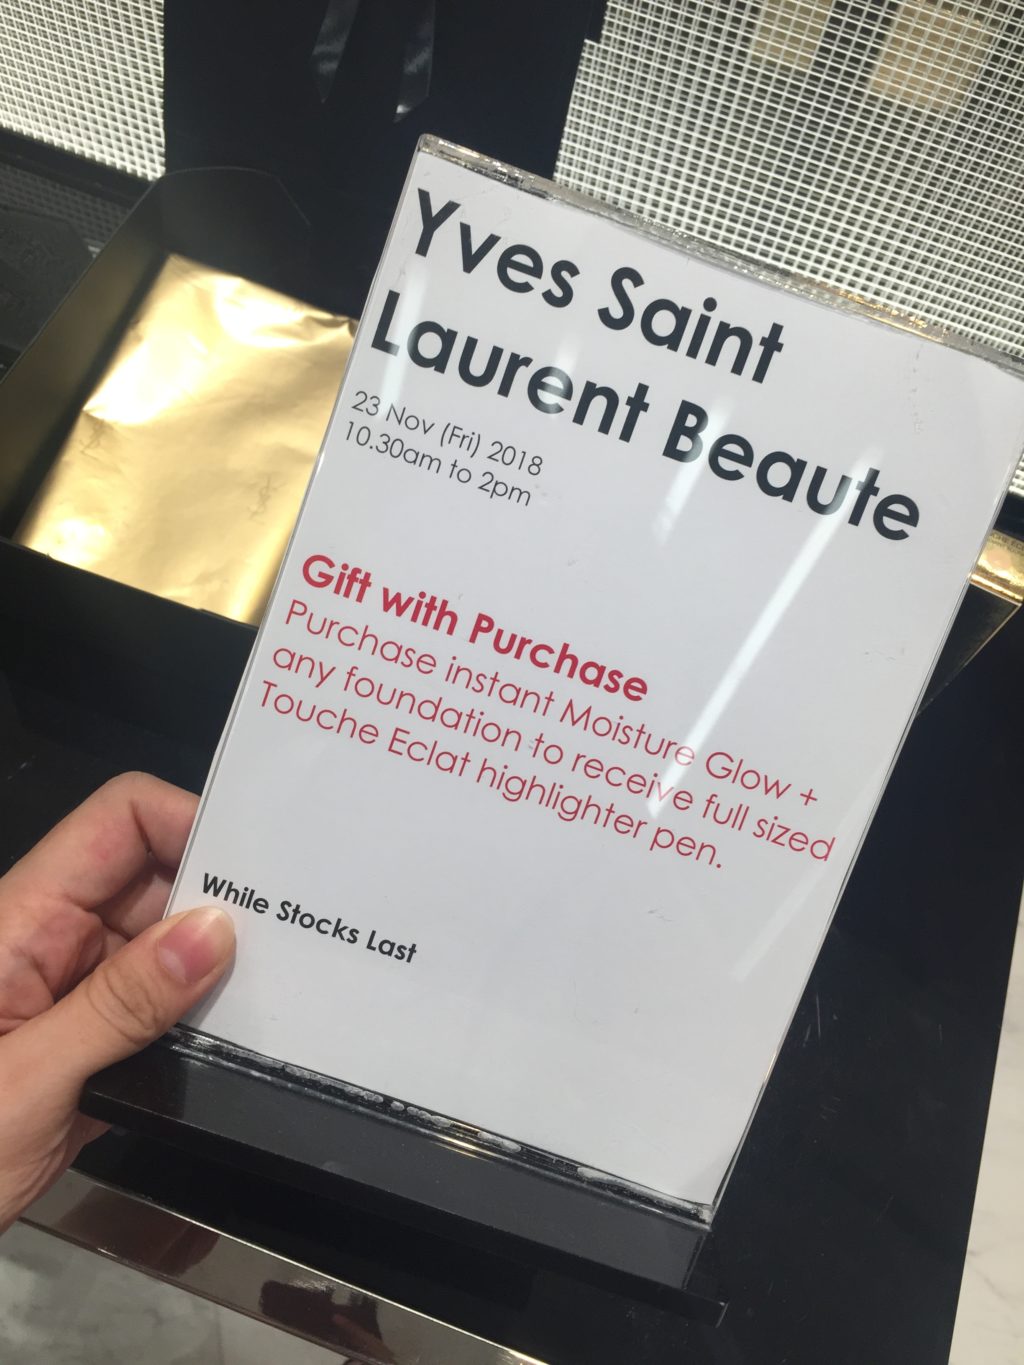 Yves Saint
Laurent Beaute
23 Nov (Fri) 2018
10.30am to 2pm
Gift with Purchase
Purchase instant Moisture Glow +
any foundation to receive full sized
Touche Eclat highlighter pen.
While Stocks Last